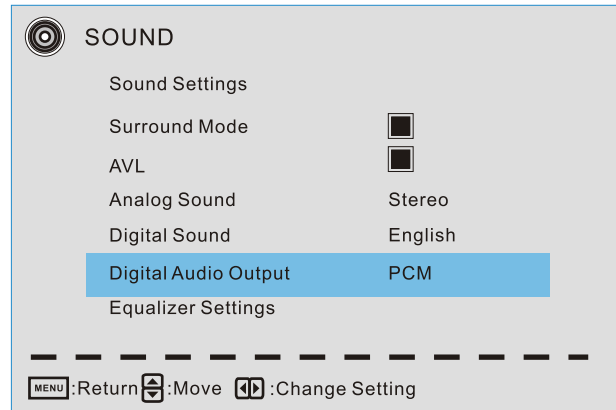 SOUND
Sound Settings
Surround Mode
AVL
Analog Sound Stereo
Digital Sound English
Digital Audio Output PCM
Equalizer Settings
MENU :Return :Move :Change Setting